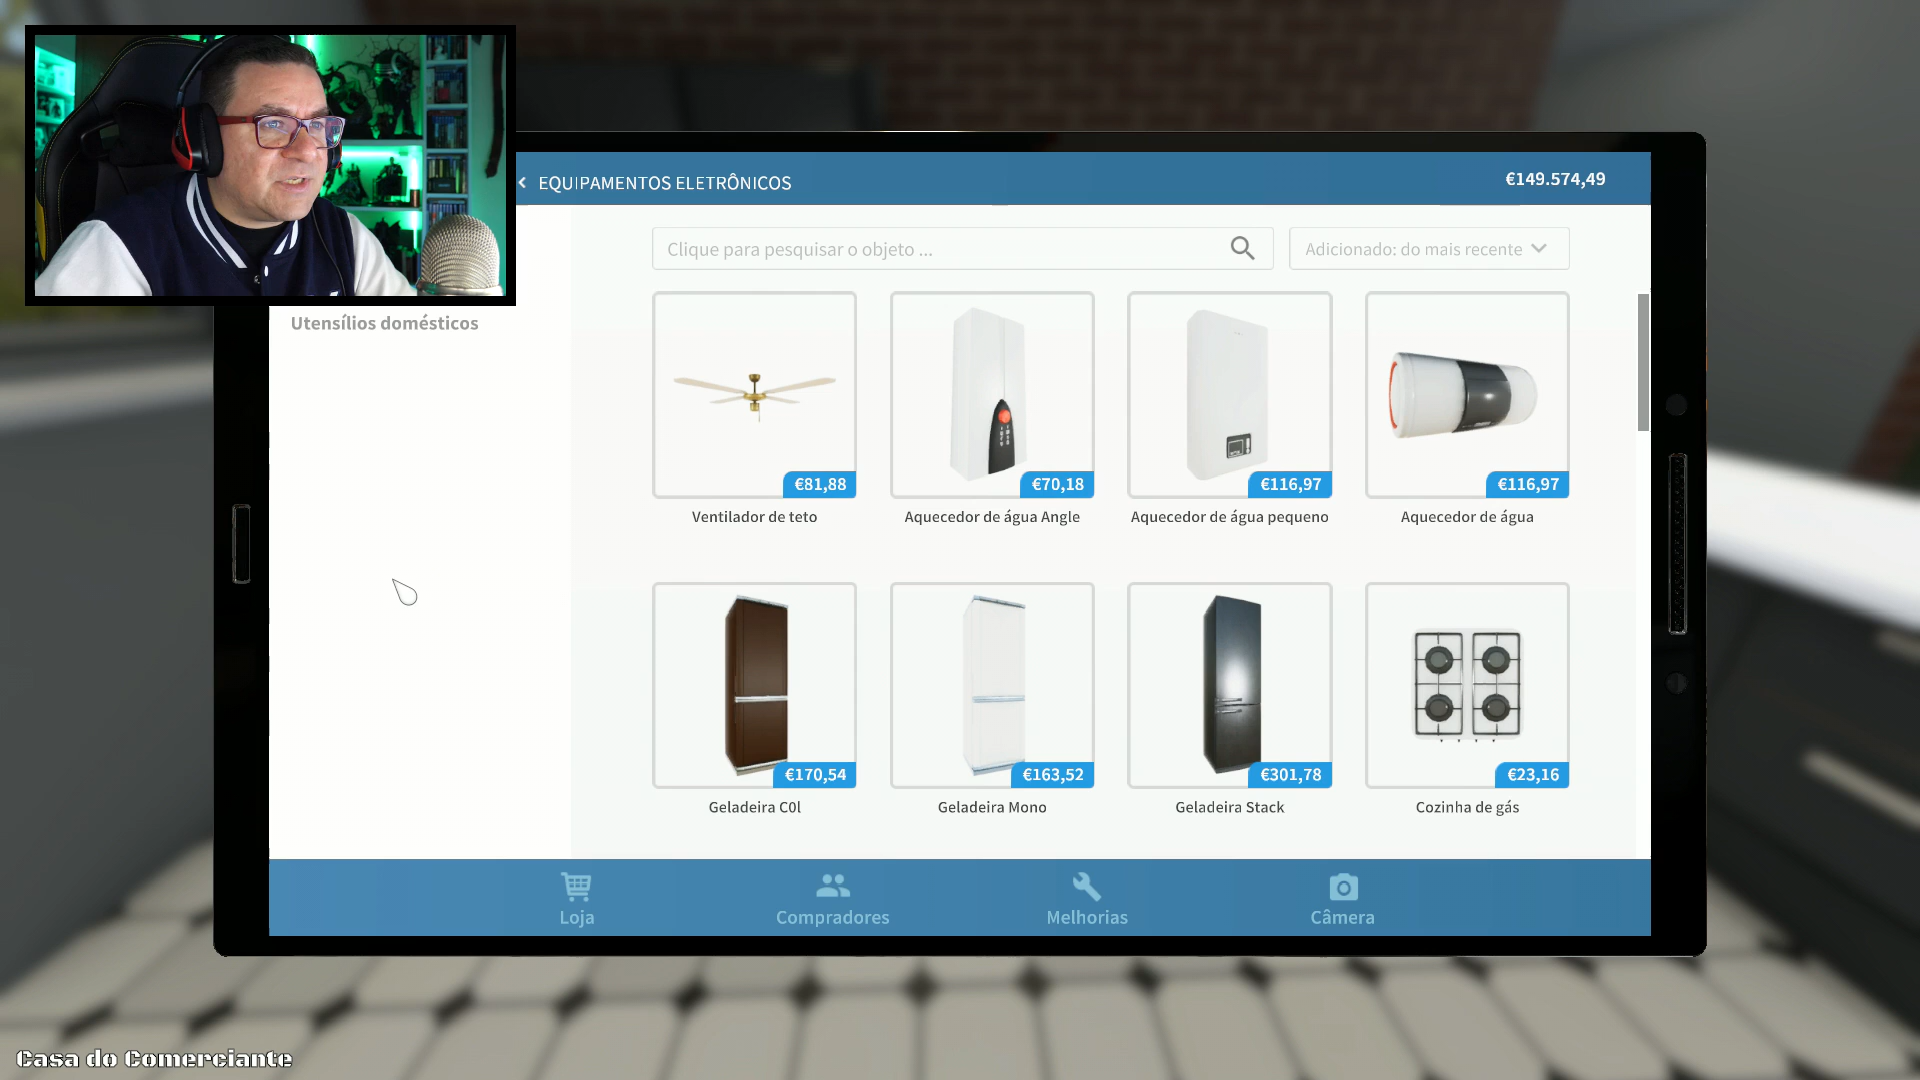 EQUIPAMENTOS ELETRÔNICOS
€149.574,49
Clique para pesquisar o objeto ...
Adicionado: do mais recente
Utensílios domésticos
€81,88
€70,18
€116,97
€116,97
Ventilador de teto
Aquecedor de água Angle
Aquecedor de água pequeno
Aquecedor de água
€170,54
€163,52
€301,78
€23,16
Geladeira C0l
Geladeira Mono
Geladeira Stack
Cozinha de gás
Loja
Compradores
Melhorias
Câmera
Casa do Comerciante